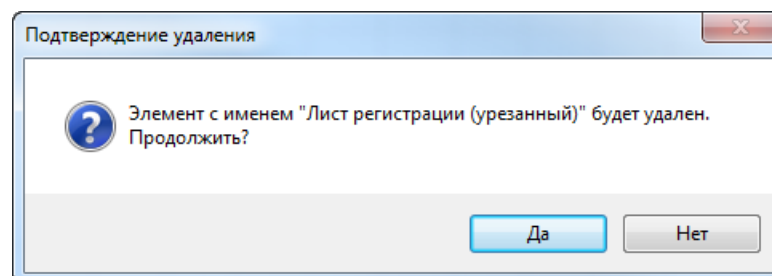 Подтверждение удаления
Элемент с именем "Лист регистрации (урезанный)" будет удален.
Продолжить?
Да
Нет